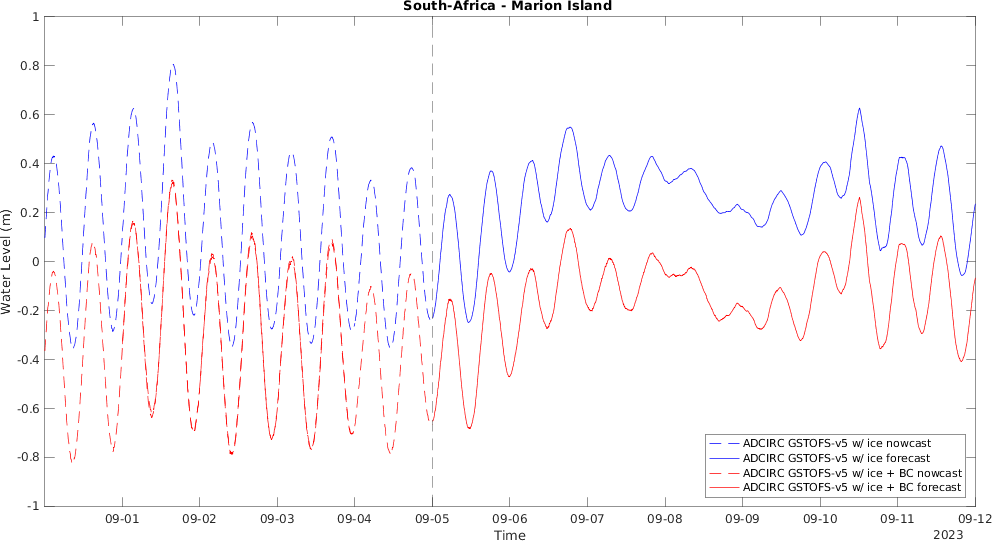 South-Africa - Marion Island
1
0.8
0.6
0.4
0.2
0
-0.2
-0.4
-0.6
-0.8
-1
Water Level (m)
09-01 09-02 09-03 09-04 09-05 09-06 09-07 09-08 09-09 09-10 09-11 09-12
Time
2023
ADCIRC GSTOFS-v5 w/ ice nowcast
ADCIRC GSTOFS-v5 w/ ice forecast
ADCIRC GSTOFS-v5 w/ ice + BC nowcast
ADCIRC GSTOFS-v5 w/ ice + BC forecast